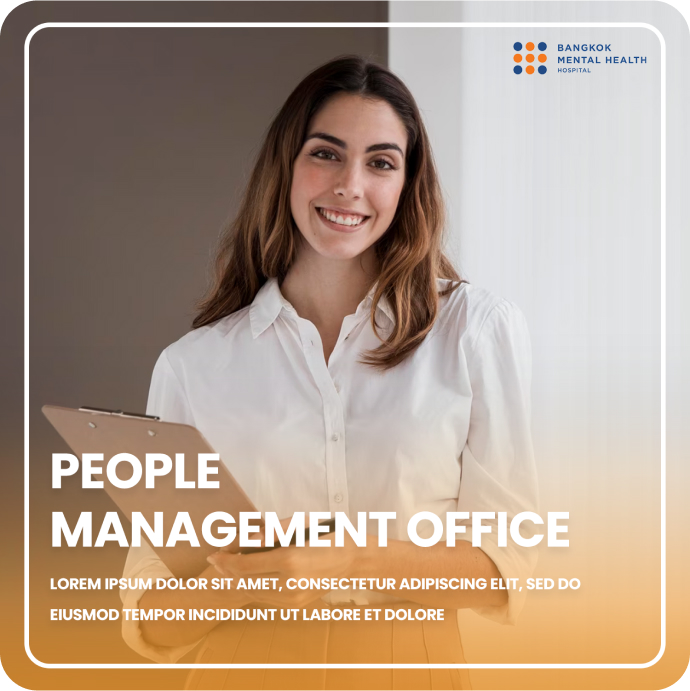 BANGKOK
MENTAL HEALTH
HOSPITAL
PEOPLE
MANAGEMENT OFFICE
LOREM IPSUM DOLOR SIT AMET, CONSECTETUR ADIPISCING ELIT, SED DO
EIUSMOD TEMPOR INCIDIDUNT UT LABORE ET DOLORE